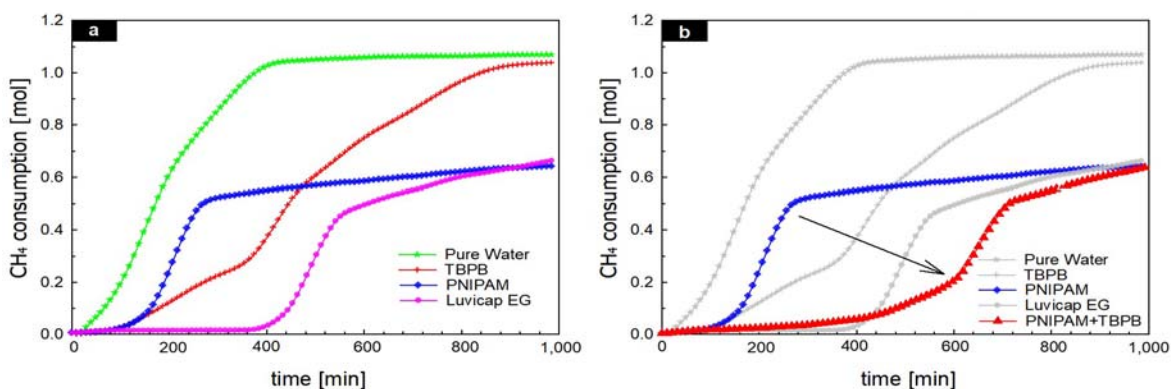 a
1.2
1.0
0.8
0.6
0.4
0.2
0.0
CH₄ consumption [mol]
Pure Water
TBPB
PNIPAM
Luvicap EG
0
200
400
600
800
1,000
time [min]
b
1.2
1.0
0.8
0.6
0.4
0.2
0.0
CH₄ consumption [mol]
Pure Water
TBPB
PNIPAM
Luvicap EG
PNIPAM+TBPB
0
200
400
600
800
1,000
time [min]